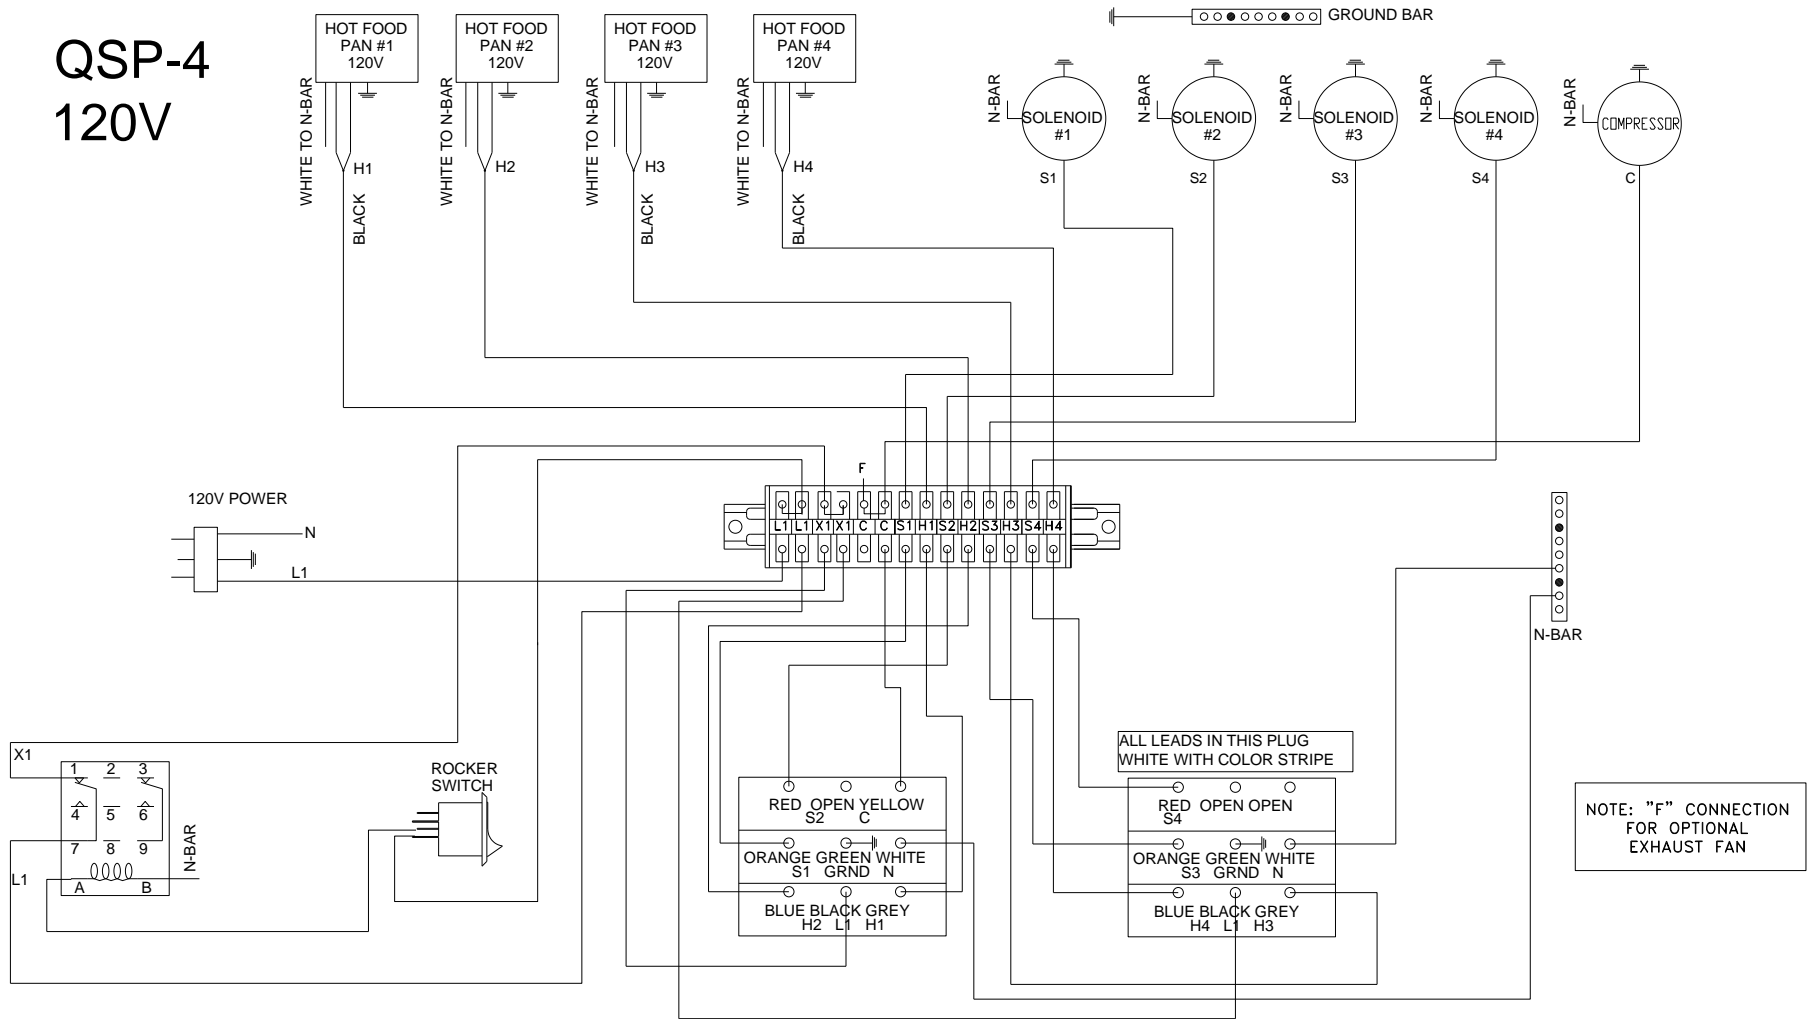 QSP-4
120V
HOT FOOD
PAN #1
120V
HOT FOOD
PAN #2
120V
HOT FOOD
PAN #3
120V
HOT FOOD
PAN #4
120V
GROUND BAR
WHITE TO N-BAR
WHITE TO N-BAR
WHITE TO N-BAR
WHITE TO N-BAR
H1
H2
H3
H4
BLACK
BLACK
BLACK
N-BAR
SOLENOID
#1
N-BAR
SOLENOID
#2
N-BAR
SOLENOID
#3
N-BAR
SOLENOID
#4
N-BAR
COMPRESSOR
S1
S2
S3
S4
C
F
L1 L1 X1 X1 C C S1 H1 S2 H2 S3 H3 S4 H4
120V POWER
N
L1
N-BAR
X1
1 2 3
4 5 6
7 8 9
A B
N-BAR
L1
ROCKER
SWITCH
RED OPEN YELLOW
S2 C
ORANGE GREEN WHITE
S1 GRND N
BLUE BLACK GREY
H2 L1 H1
ALL LEADS IN THIS PLUG
WHITE WITH COLOR STRIPE
RED OPEN OPEN
S4
ORANGE GREEN WHITE
S3 GRND N
BLUE BLACK GREY
H4 L1 H3
NOTE: "F" CONNECTION
FOR OPTIONAL
EXHAUST FAN